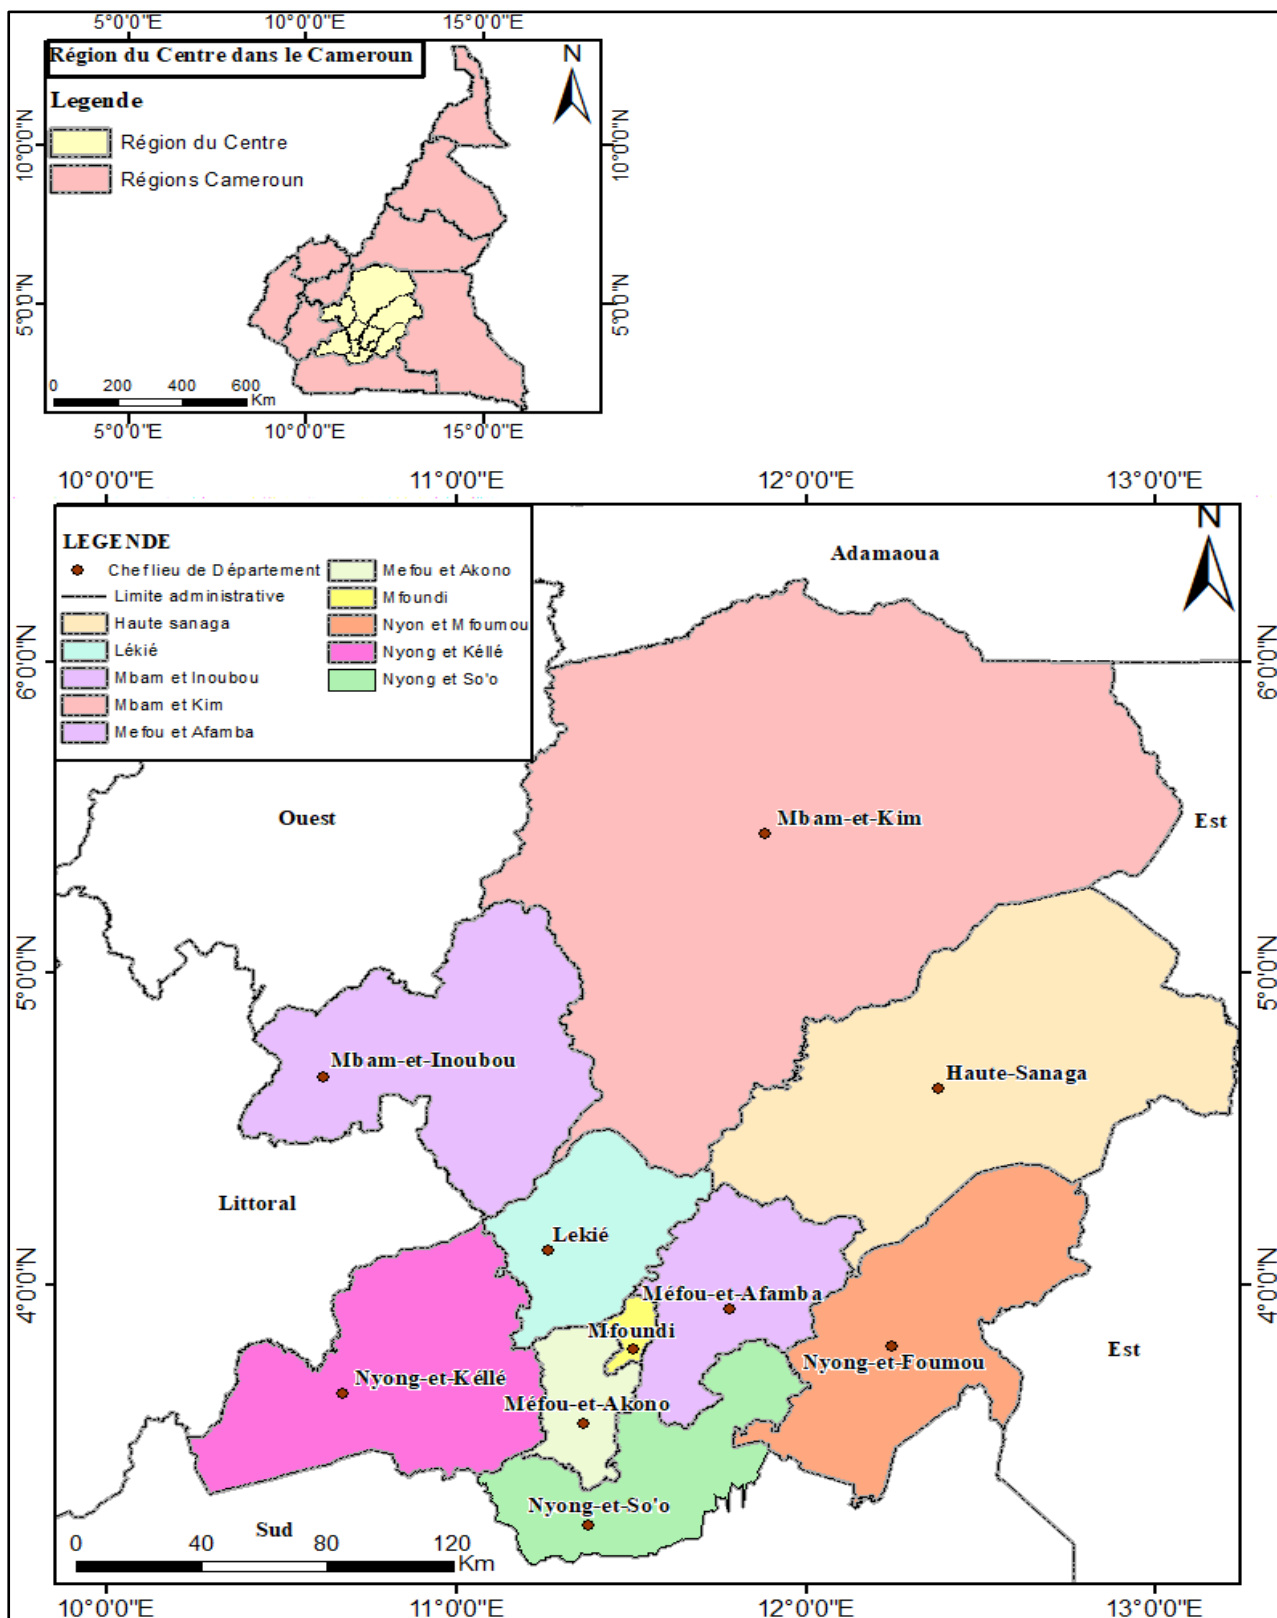 5°0'0"E 10°0'0"E 15°0'0"E
Région du Centre dans le Cameroun
N
Legende
Région du Centre
Régions Cameroun
10°0'0"N
10°0'0"N
5°0'0"N
5°0'0"N
0 200 400 600
Km
5°0'0"E 10°0'0"E 15°0'0"E
10°0'0"E 11°0'0"E 12°0'0"E 13°0'0"E
N
LEGENDE
Chef lieu de Département
Limite administrative
Haute sanaga
Lékié
Mbam et Inoubou
Mbam et Kim
Mefou et Afamba
Mefou et Akono
Mfoundi
Nyon et Mfoumou
Nyong et Kéllé
Nyong et So'o
Adamaoua
6°0'0"N
6°0'0"N
Ouest
Mbam-et-Kim
Est
5°0'0"N
5°0'0"N
Mbam-et-Inoubou
Haute-Sanaga
Littoral
Lekié
4°0'0"N
4°0'0"N
Méfou-et-Afamba
Mfoundi
Nyong-et-Foumou
Est
Nyong-et-Kéllé
Méfou-et-Akono
Nyong-et-So'o
Sud
0 40 80 120
Km
10°0'0"E 11°0'0"E 12°0'0"E 13°0'0"E